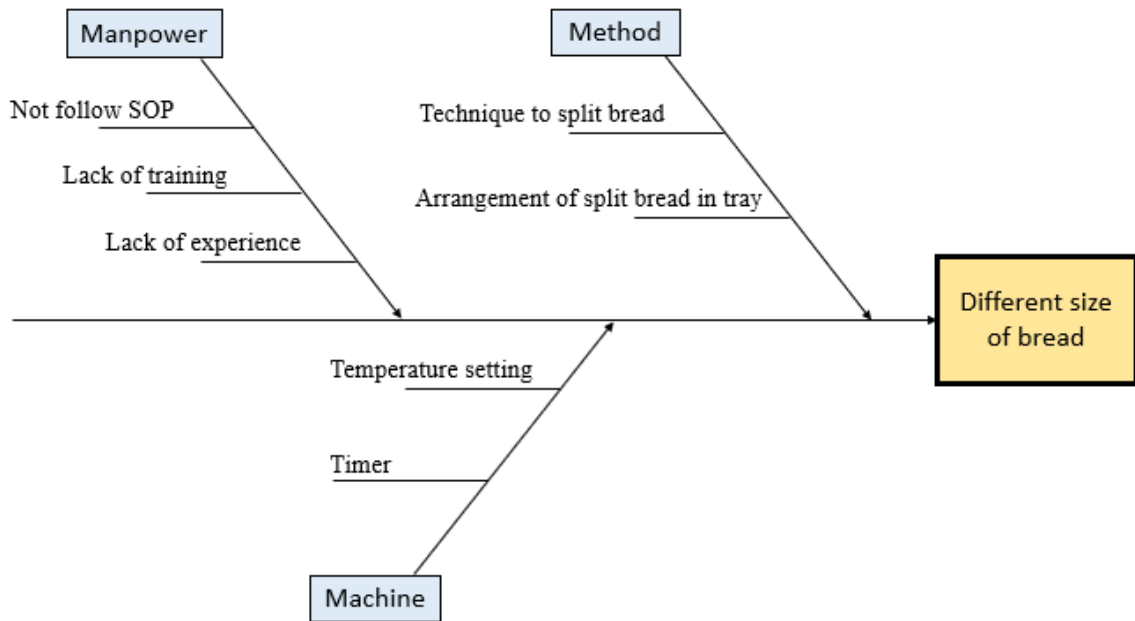 Manpower
Method
Not follow SOP
Technique to split bread
Lack of training
Arrangement of split bread in tray
Lack of experience
Different size
of bread
Temperature setting
Timer
Machine